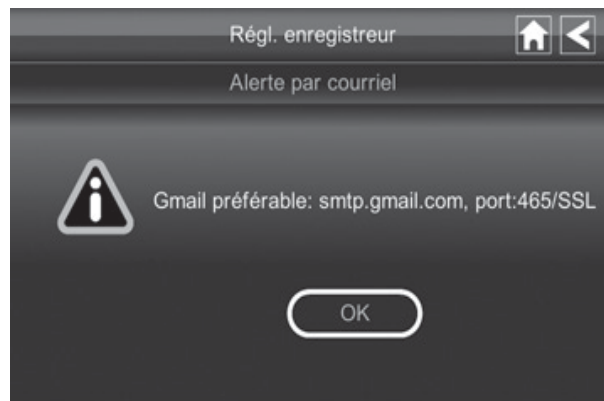 Régl. enregistreur
Alerte par courriel
Gmail préférable: smtp.gmail.com, port:465/SSL
OK